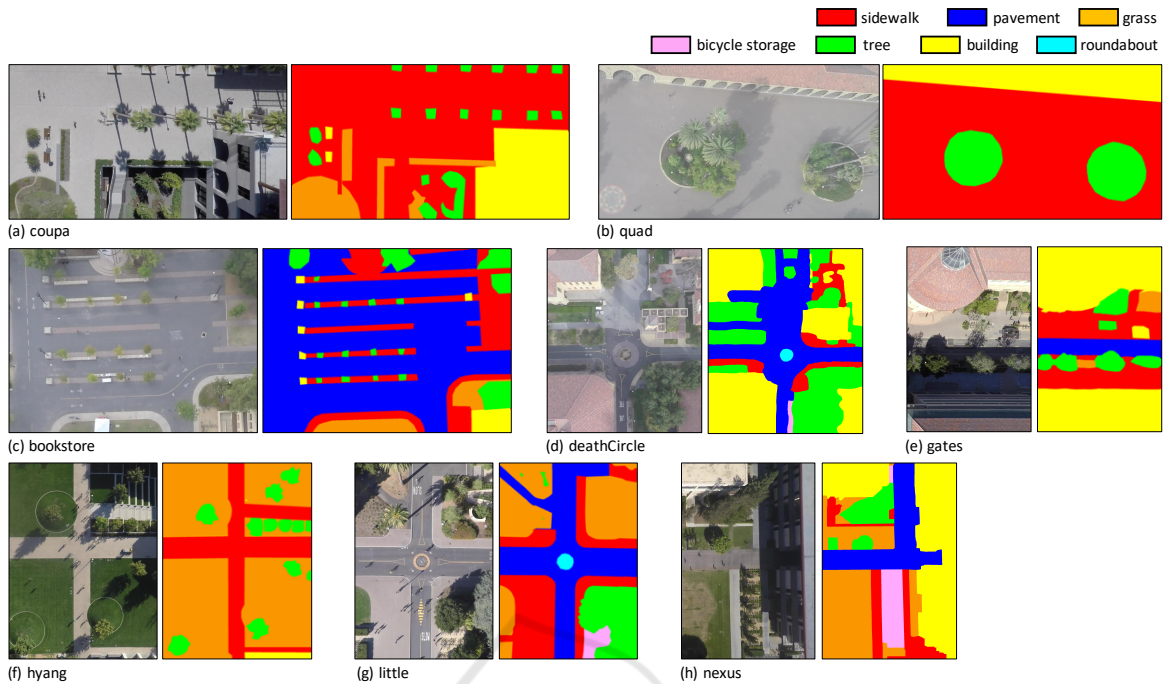 sidewalk pavement grass
bicycle storage tree building roundabout
(a) coupa (b) quad
(c) bookstore (d) deathCircle (e) gates
(f) hyang (g) little (h) nexus